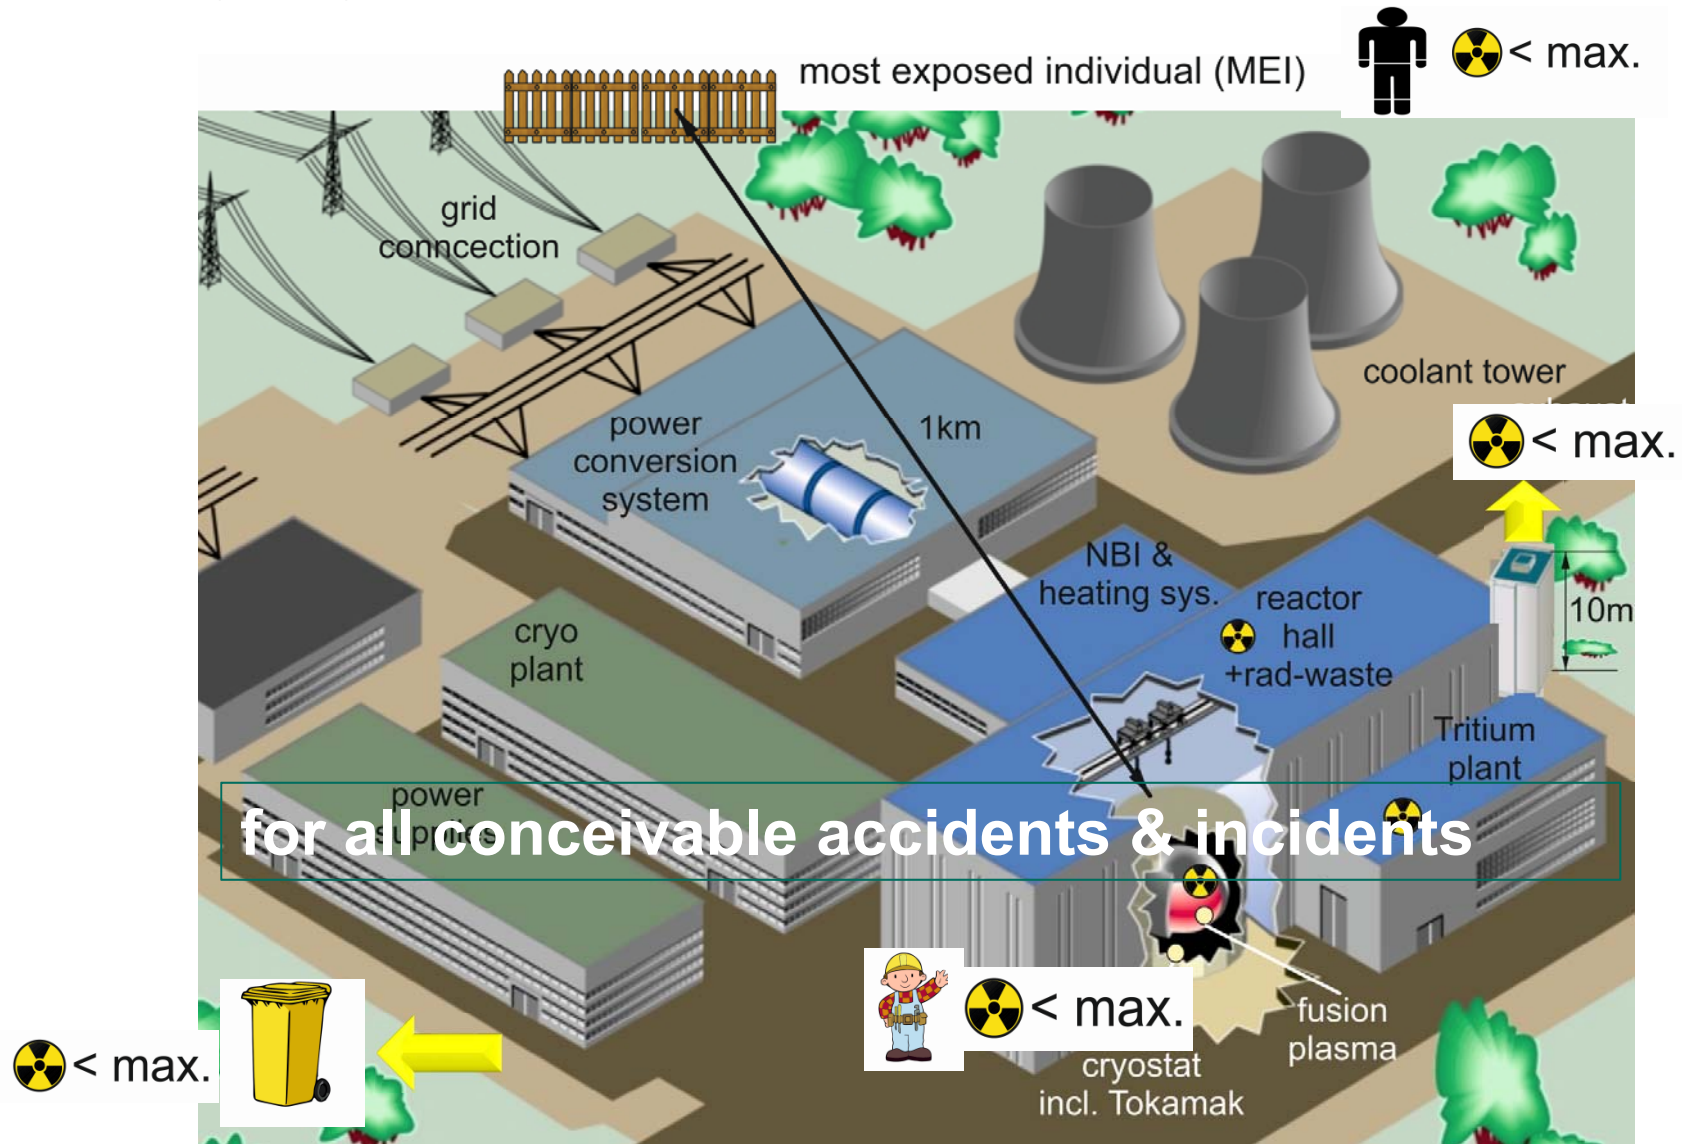 most exposed individual (MEI)
< max.
grid
conncection
coolant tower
power
conversion
system
1km
< max.
NBI &
heating sys.
reactor
hall
+rad-waste
10m
cryo
plant
Tritium
plant
power
supplies
for all conceivable accidents & incidents
< max.
fusion
plasma
< max.
cryostat
incl. Tokamak